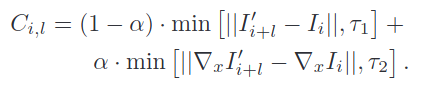 C_{i,l} = (1 − α) · min [||I′_{i+l} − I_i||, τ_1] +
α · min [||∇_x I′_{i+l} − ∇_x I_i||, τ_2] .